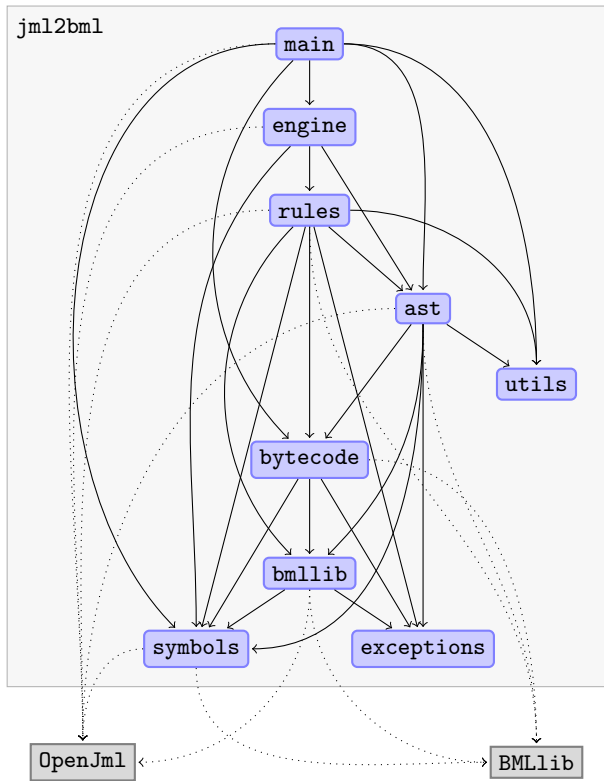 jml2bml
main
engine
rules
ast
utils
bytecode
bmllib
symbols
exceptions
OpenJml
BMLlib